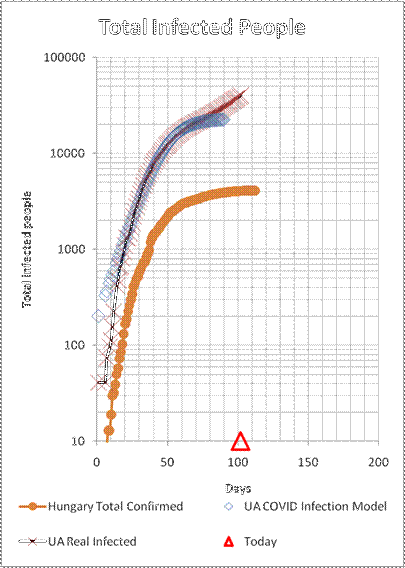 Total Infected People
100000
10000
1000
100
10
Total infected people
0 50 100 150 200
Days
Hungary Total Confirmed
UA COVID Infection Model
UA Real Infected
Today